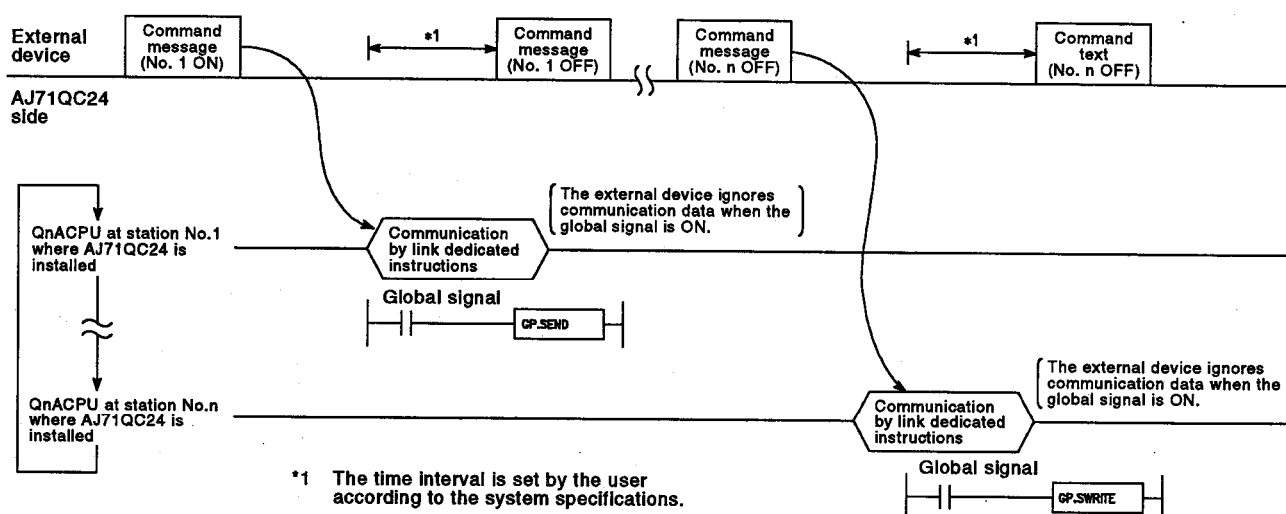 External
device
Command
message
(No. 1 ON)
*1
Command
message
(No. 1 OFF)
Command
message
(No. n OFF)
*1
Command
text
(No. n OFF)
AJ71QC24
side
QnACPU at station No.1
where AJ71QC24 is
installed
Communication
by link dedicated
instructions
The external device ignores
communication data when the
global signal is ON.
Global signal
GP.SEND
QnACPU at station No.n
where AJ71QC24 is
installed
Communication
by link dedicated
instructions
The external device ignores
communication data when the
global signal is ON.
Global signal
GP.SWRITE
*1 The time interval is set by the user
according to the system specifications.